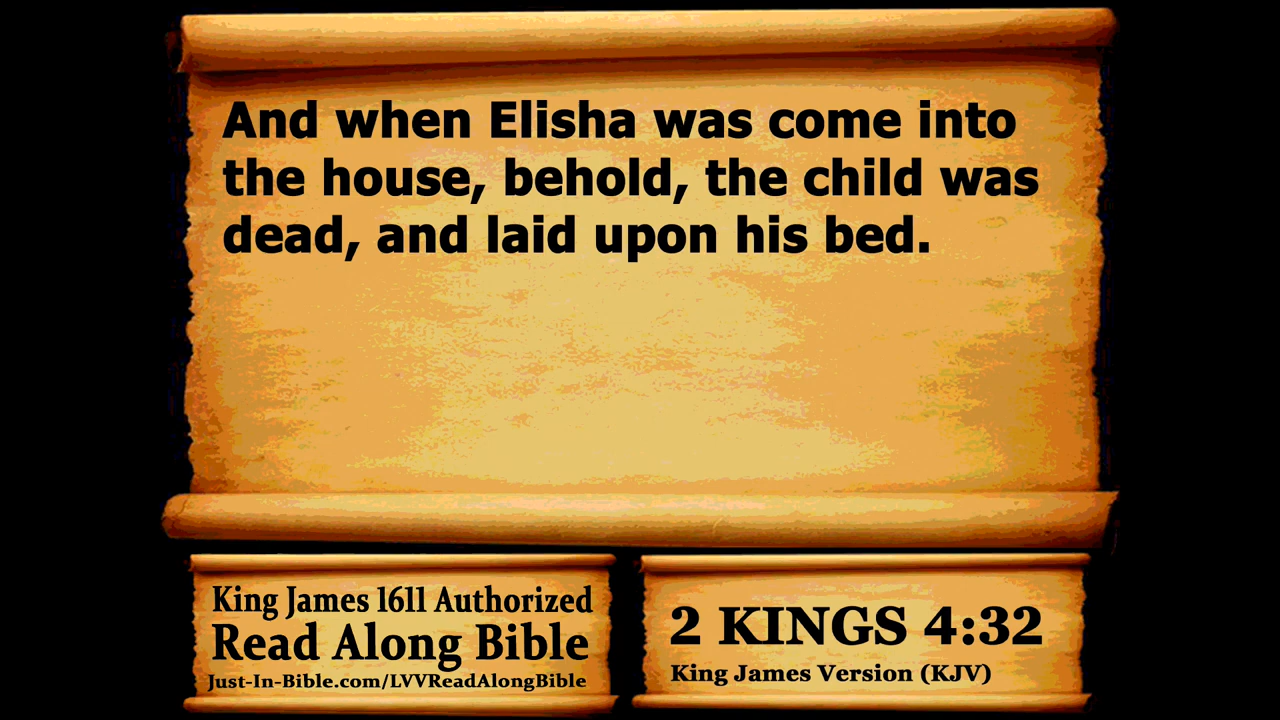 And when Elisha was come into
the house, behold, the child was
dead, and laid upon his bed.
King James 1611 Authorized
Read Along Bible
Just-In-Bible.com/LVVReadAlongBible
2 KINGS 4:32
King James Version (KJV)